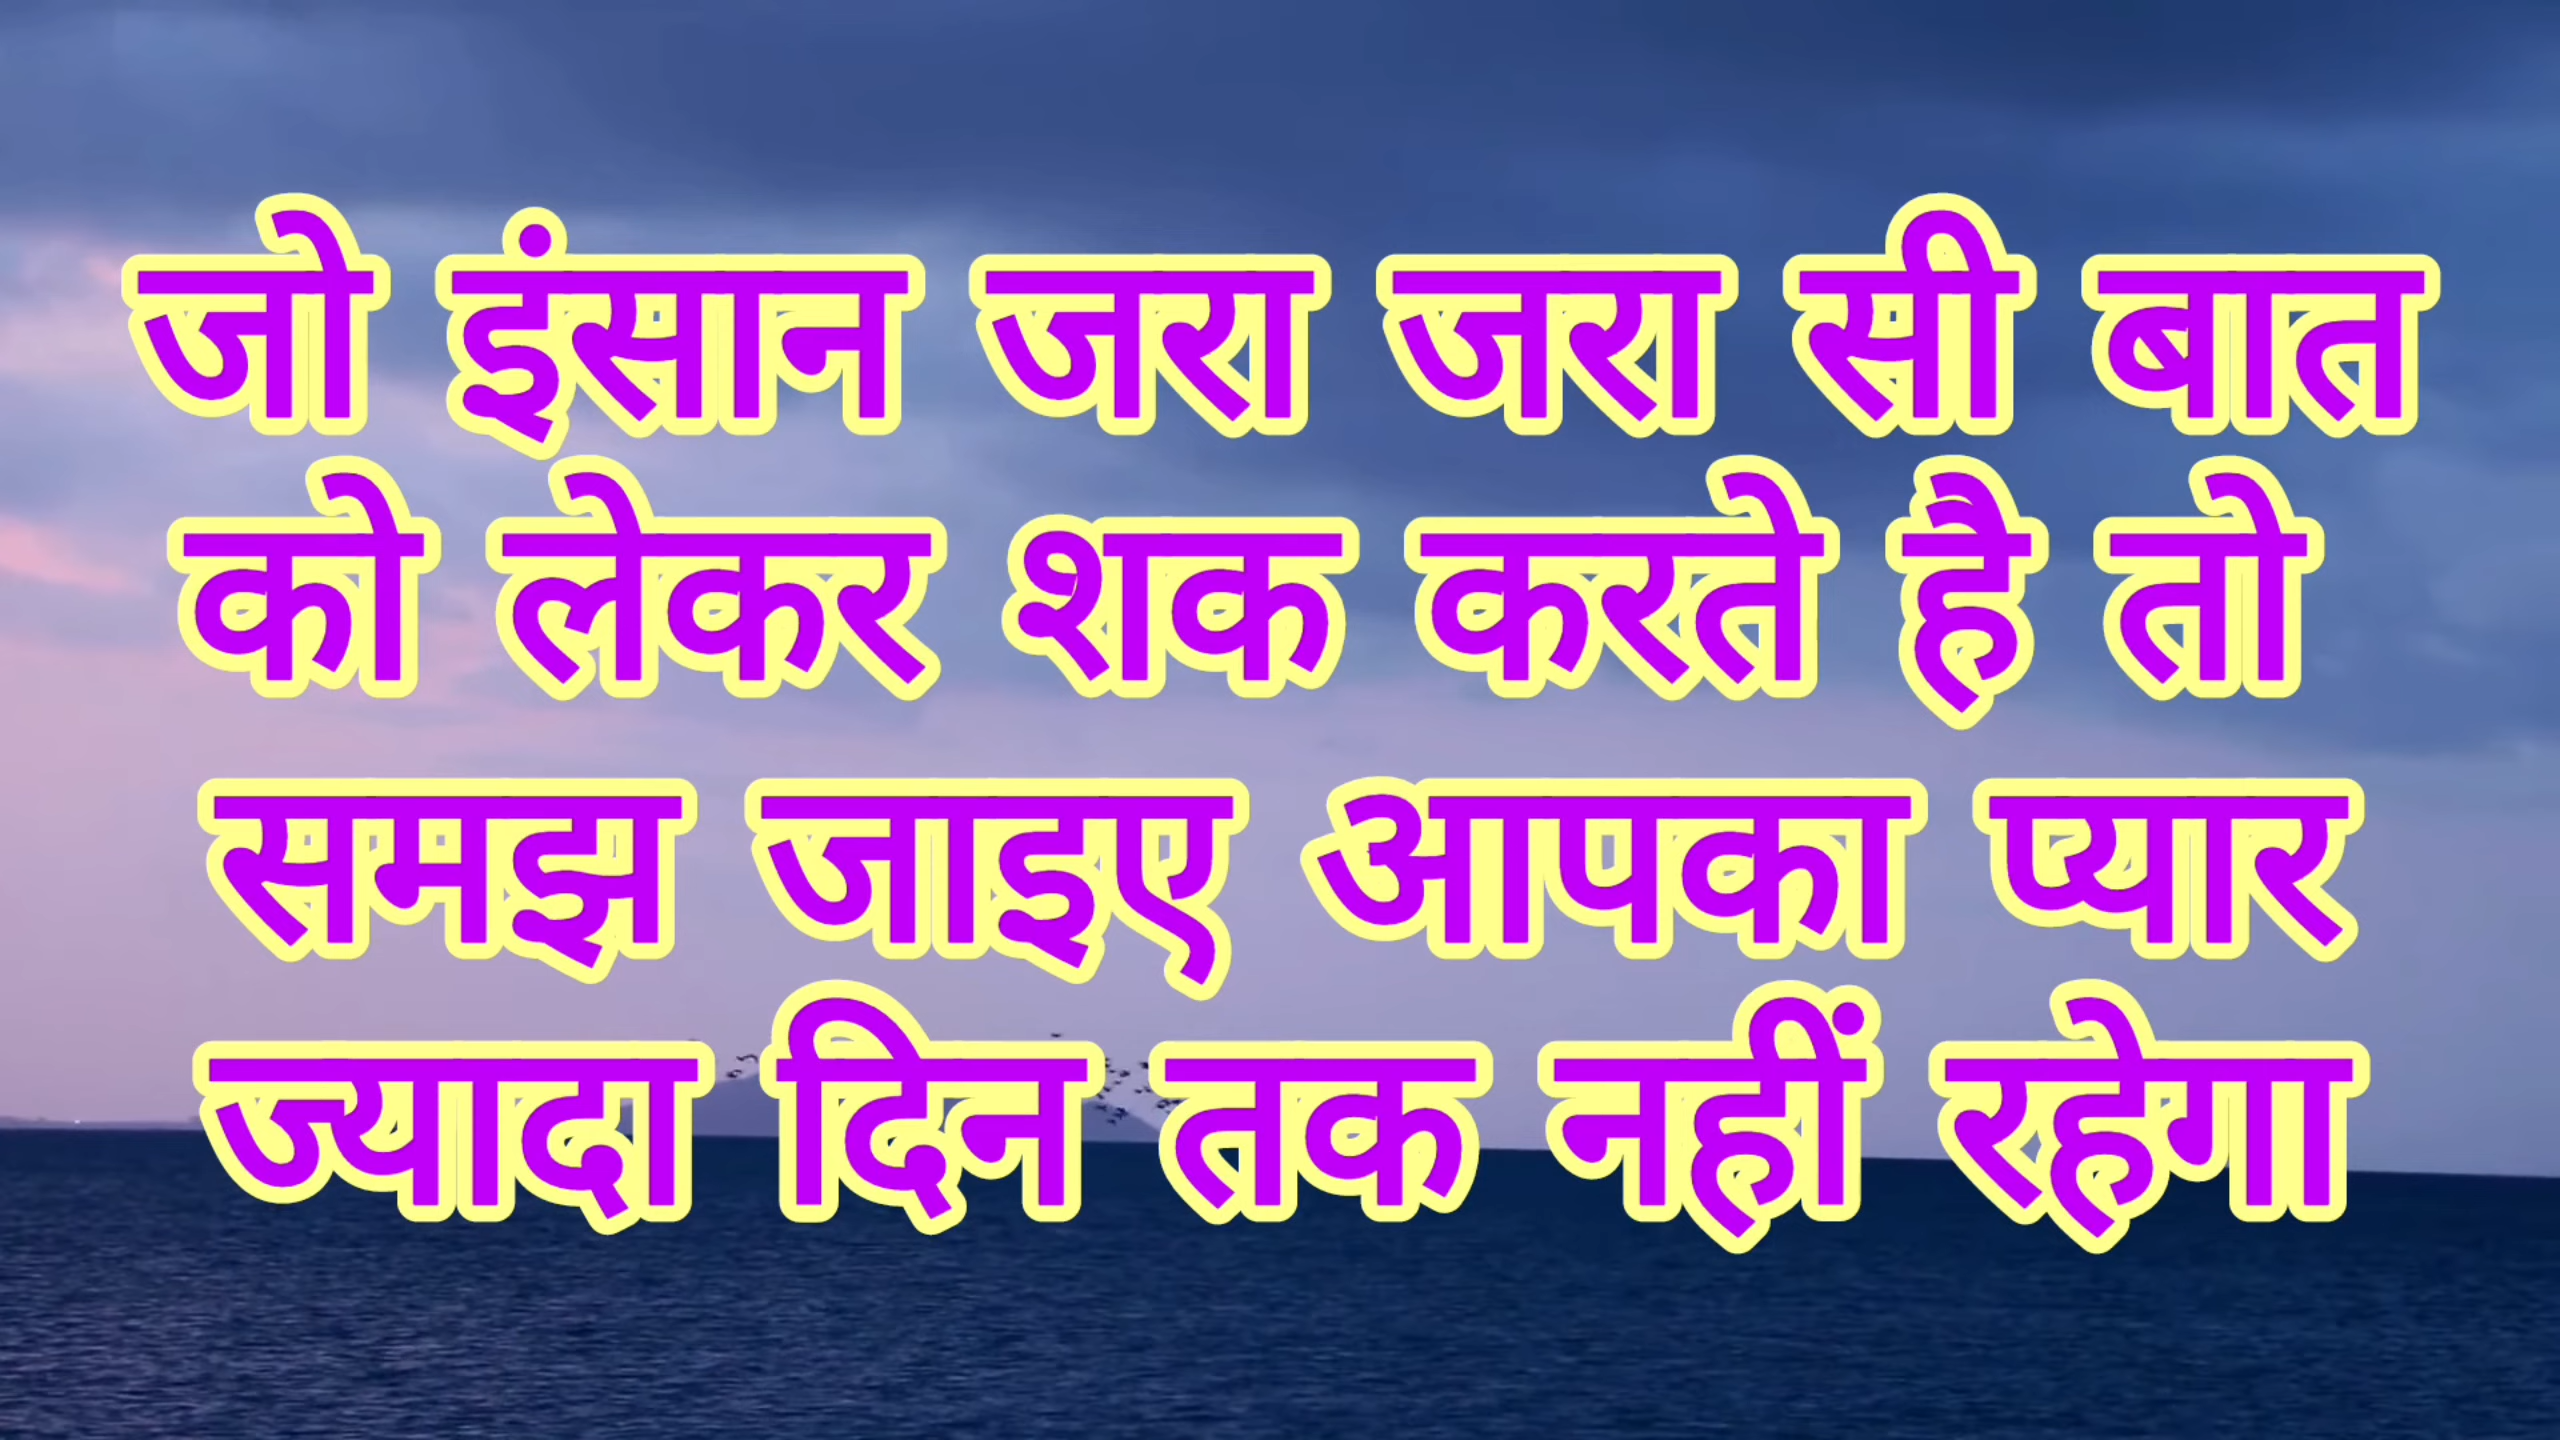 जो इंसान जरा जरा सी बात
को लेकर शक करते है तो
समझ जाइए आपका प्यार
ज्यादा दिन तक नहीं रहेगा